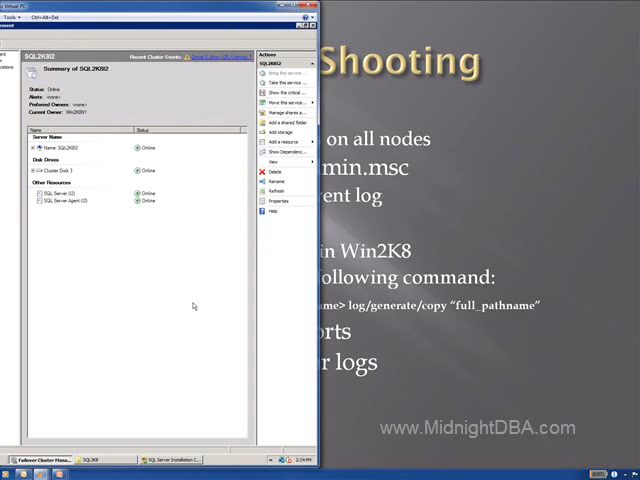 s Virtual PC
Tools Ctrl+Alt+Del
ement
SQL2K8I2
Recent Cluster Events:
Summary of SQL2K8I2
Status: Online
Alerts: <none>
Preferred Owners: <none>
Current Owner: Win2K8N1
Name Status
Server Name
Name: SQL2K8I2 Online
Disk Drives
Cluster Disk 3 Online
Other Resources
SQL Server (I2) Online
SQL Server Agent (I2) Online
Actions
SQL2K8I2
Bring this service ...
Take this service ...
Show the critical ...
Move this service...
Manage shares a...
Add a shared folder
Add storage
Add a resource
Show Dependenc...
View
Delete
Rename
Refresh
Properties
Help
Failover Cluster Mana... SQL2K8 SQL Server Installation C... 2:34 PM
Shooting
on all nodes
min.msc
ent log
in Win2K8
following command:
ame> log/generate/copy “full_pathname”
orts
r logs
www.MidnightDBA.com